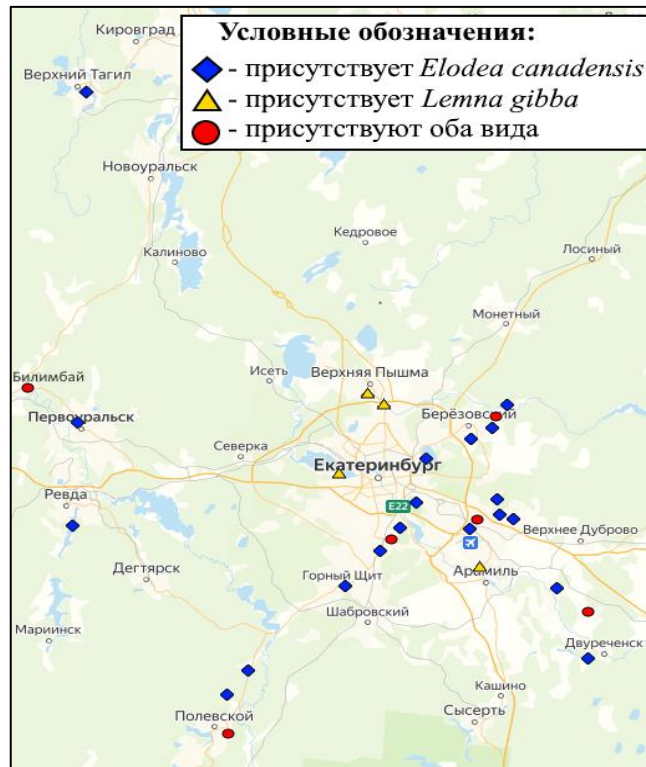 Условные обозначения:
- присутствует Elodea canadensis
- присутствует Lemna gibba
- присутствуют оба вида
Кировград
Верхний Тагил
Новоуральск
Кедровое
Калиново
Лосиный
Монетный
Исеть
Верхняя Пышма
Билимбай
Первоуральск
Берёзовский
Северка
Екатеринбург
Ревда
E22
Верхнее Дуброво
Дегтярск
Горный Щит
Арамиль
Шабровский
Мариинск
Двуреченск
Кашино
Полевской
Сысерть